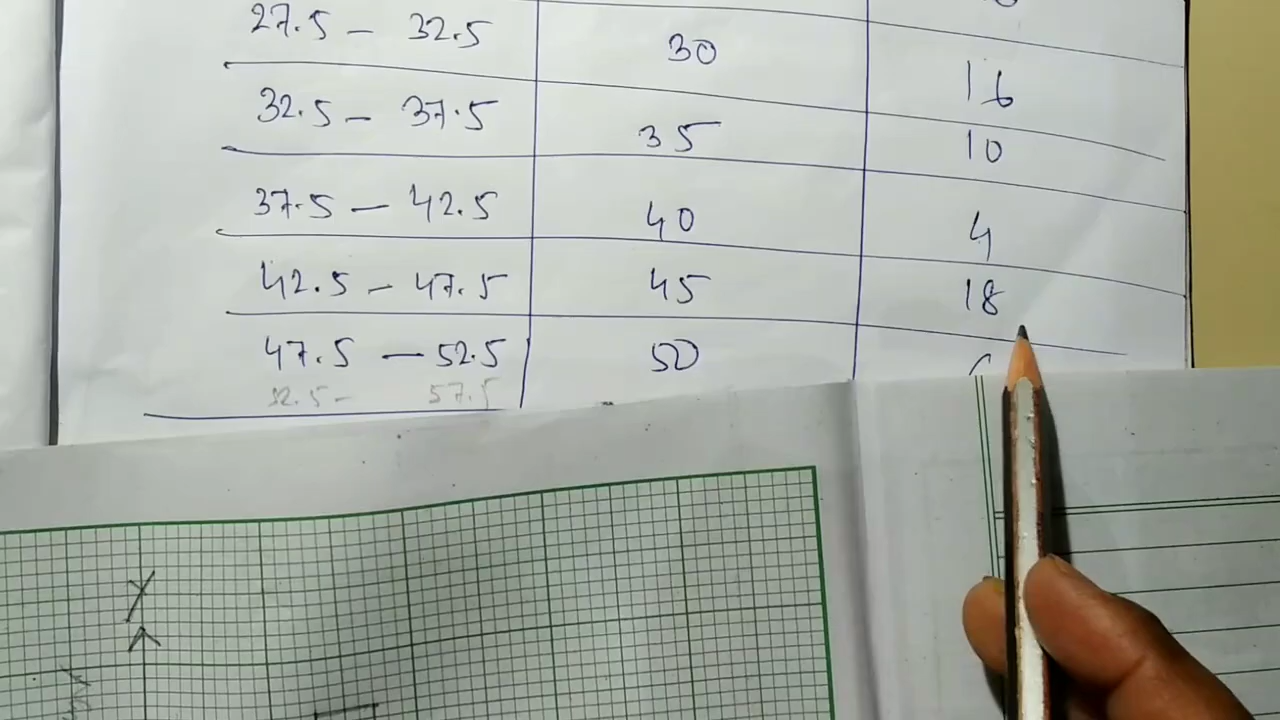 27.5 - 32.5 30 16
32.5 - 37.5 35 10
37.5 - 42.5 40 4
42.5 - 47.5 45 18
47.5 - 52.5 50
52.5 - 57.5